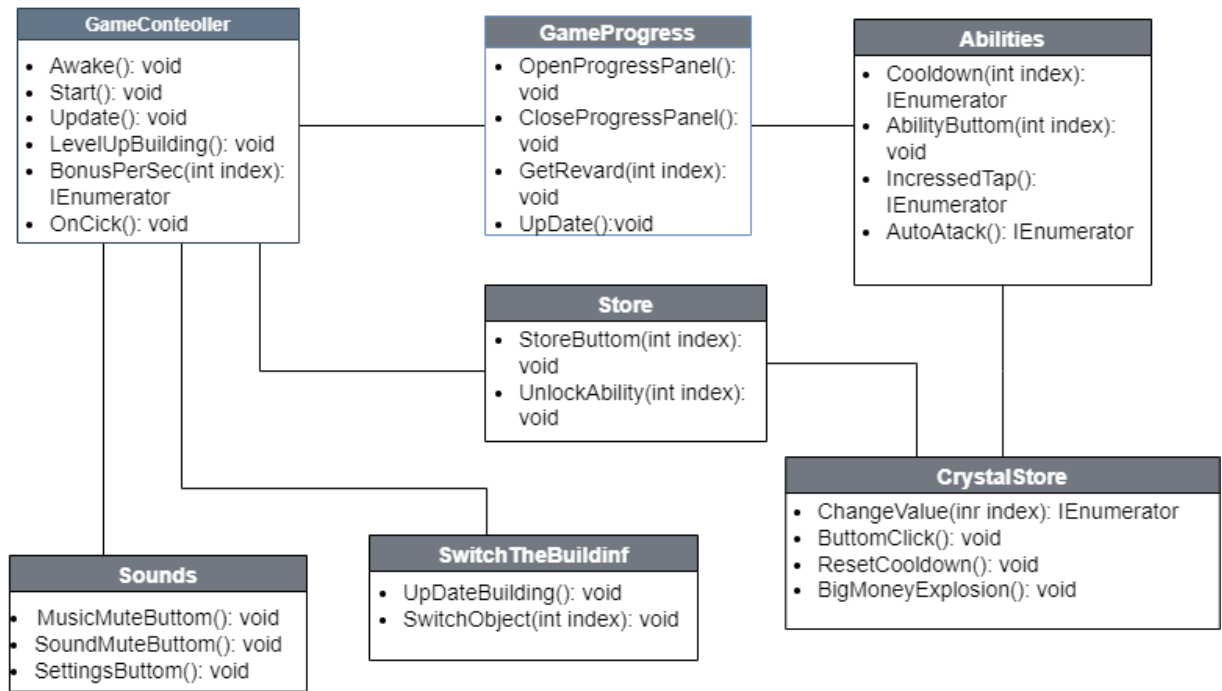 GameConteoller
Awake(): void
Start(): void
Update(): void
LevelUpBuilding(): void
BonusPerSec(int index):
IEnumerator
OnCick(): void
GameProgress
OpenProgressPanel():
void
CloseProgressPanel():
void
GetRevard(int index):
void
UpDate():void
Abilities
Cooldown(int index):
IEnumerator
AbilityButtom(int index):
void
IncressedTap():
IEnumerator
AutoAtack(): IEnumerator
Store
StoreButtom(int index):
void
UnlockAbility(int index):
void
CrystalStore
ChangeValue(inr index): IEnumerator
ButtomClick(): void
ResetCooldown(): void
BigMoneyExplosion(): void
Sounds
MusicMuteButtom(): void
SoundMuteButtom(): void
SettingsButtom(): void
SwitchTheBuildinf
UpDateBuilding(): void
SwitchObject(int index): void